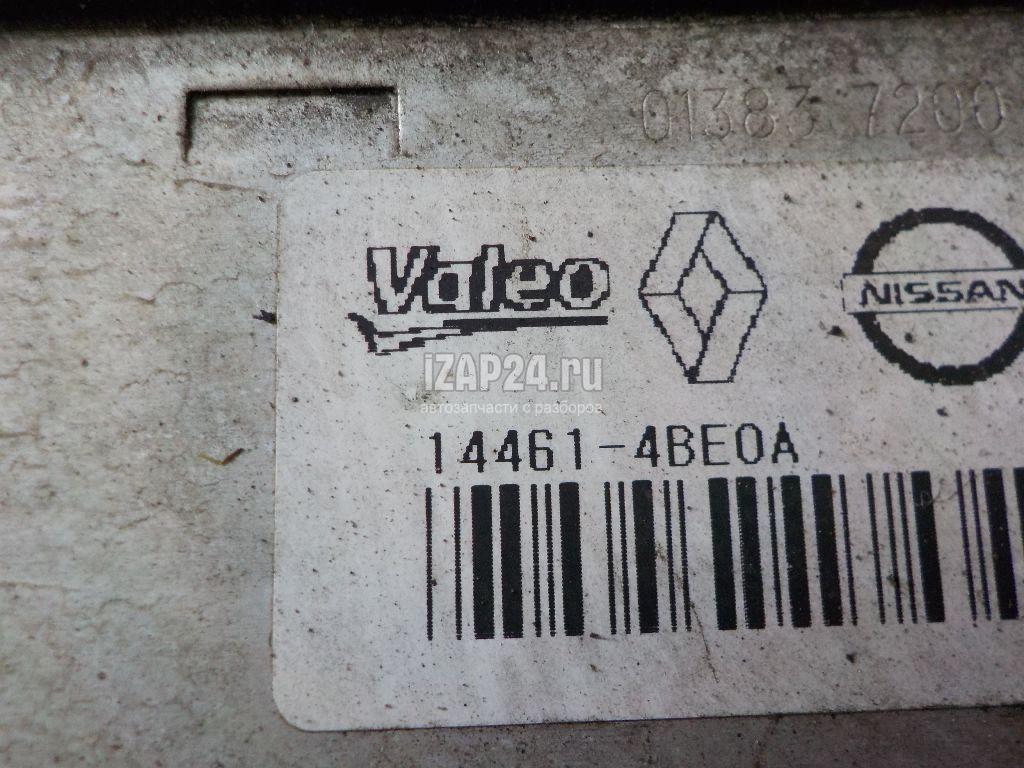 01383 7200
Valeo
NISSAN
iZAP24.ru
автозапчасти с разборов
14461-4BE0A